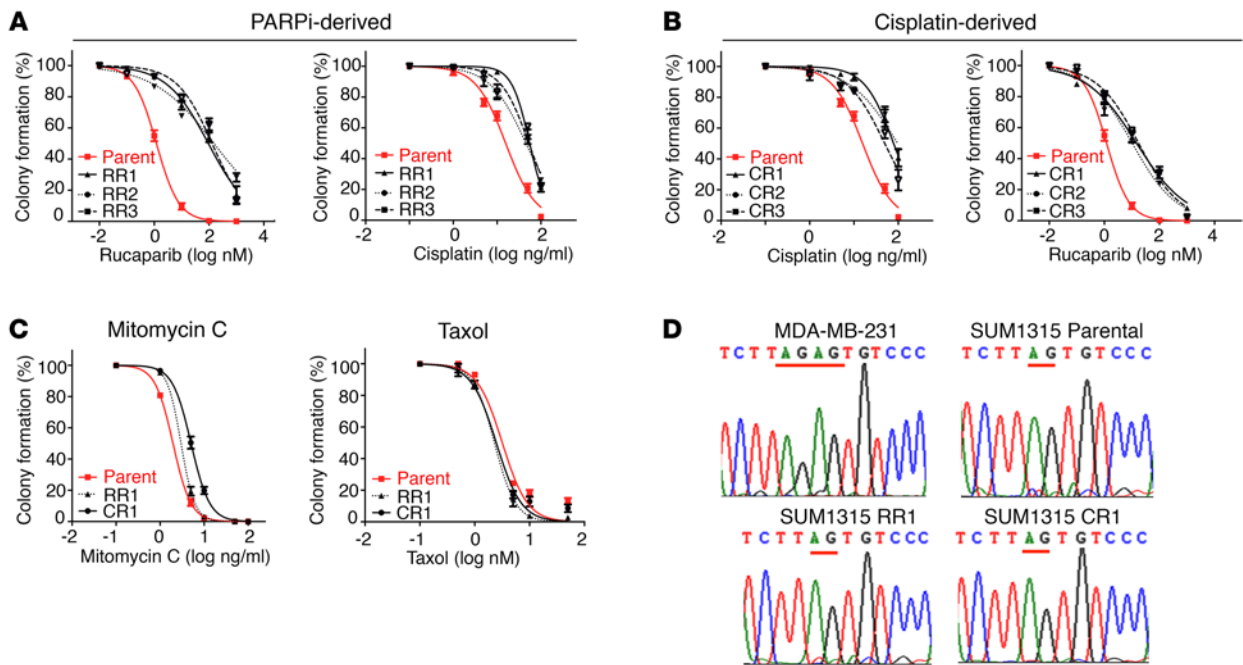 A
PARPi-derived
Colony formation (%)
100
80
60
40
20
0
Parent
RR1
RR2
RR3
-2
0
2
4
Rucaparib (log nM)
Colony formation (%)
100
80
60
40
20
0
Parent
RR1
RR2
RR3
-2
-1
0
1
2
Cisplatin (log ng/ml)
B
Cisplatin-derived
Colony formation (%)
100
80
60
40
20
0
Parent
CR1
CR2
CR3
-2
-1
0
1
2
Cisplatin (log ng/ml)
Colony formation (%)
100
80
60
40
20
0
Parent
CR1
CR2
CR3
-2
0
2
4
Rucaparib (log nM)
C
Mitomycin C
Colony formation (%)
100
80
60
40
20
0
Parent
RR1
CR1
-2
-1
0
1
2
Mitomycin C (log ng/ml)
Taxol
Colony formation (%)
100
80
60
40
20
0
Parent
RR1
CR1
-2
-1
0
1
2
Taxol (log nM)
D
MDA-MB-231
TCTTAGAGTGTCCC
SUM1315 Parental
TCTTAGTGTCCC
SUM1315 RR1
TCTTAGTGTCCC
SUM1315 CR1
TCTTAGTGTCCC